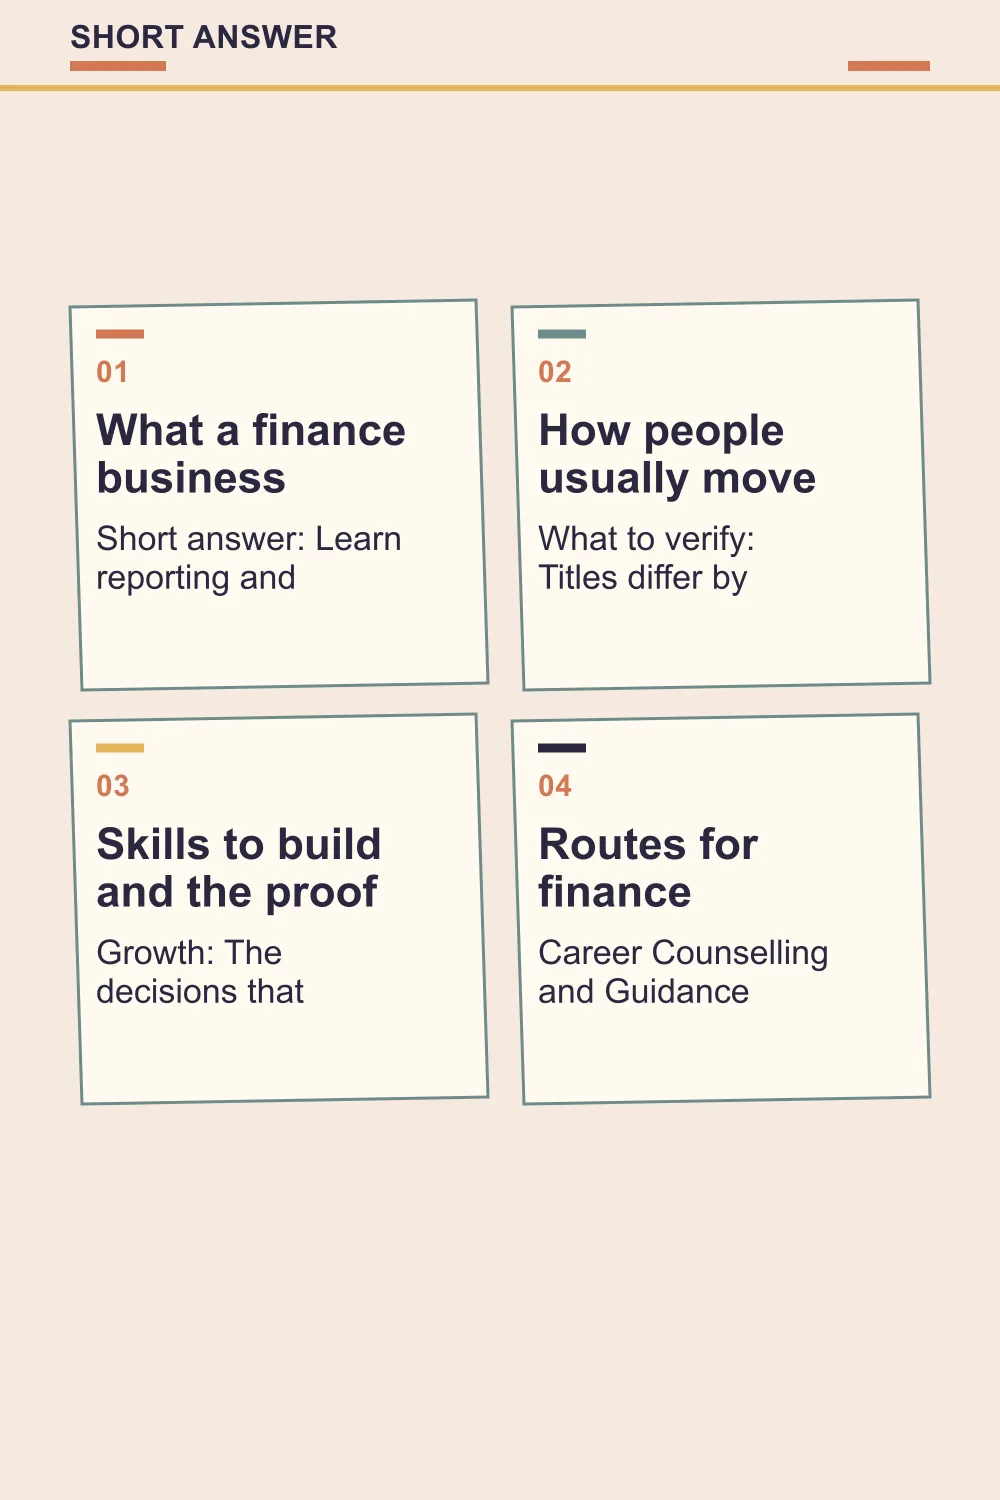 SHORT ANSWER
01
What a finance
business
Short answer: Learn
reporting and
02
How people
usually move
What to verify:
Titles differ by
03
Skills to build
and the proof
Growth: The
decisions that
04
Routes for
finance
Career Counselling
and Guidance